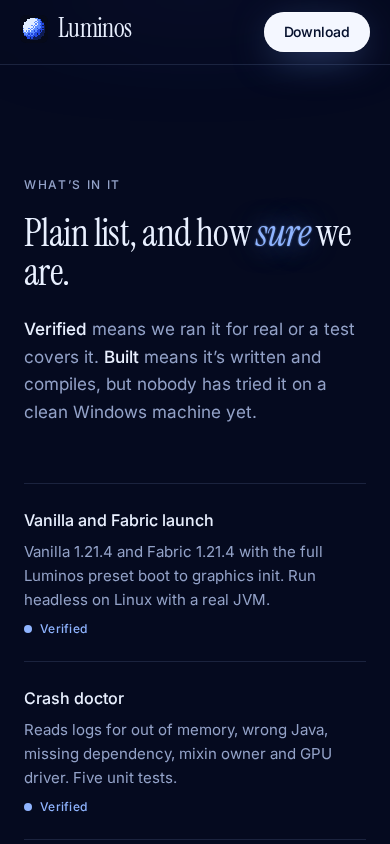 Luminos
Download
WHAT’S IN IT
Plain list, and how sure we
are.
Verified means we ran it for real or a test
covers it. Built means it’s written and
compiles, but nobody has tried it on a
clean Windows machine yet.
Vanilla and Fabric launch
Vanilla 1.21.4 and Fabric 1.21.4 with the full
Luminos preset boot to graphics init. Run
headless on Linux with a real JVM.
Verified
Crash doctor
Reads logs for out of memory, wrong Java,
missing dependency, mixin owner and GPU
driver. Five unit tests.
Verified